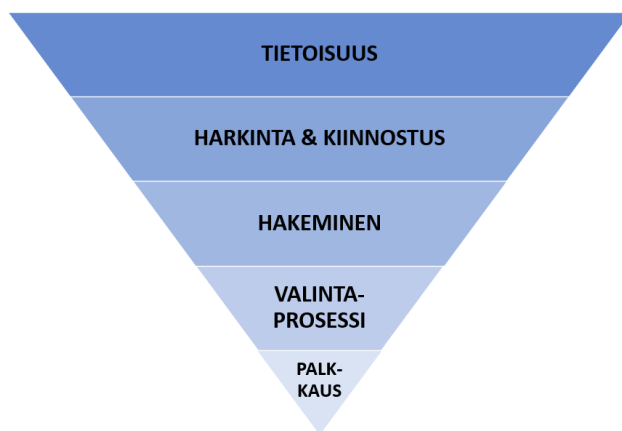 TIETOISUUS
HARKINTA & KIINNOSTUS
HAKEMINEN
VALINTA-
PROSESSI
PALK-
KAUS